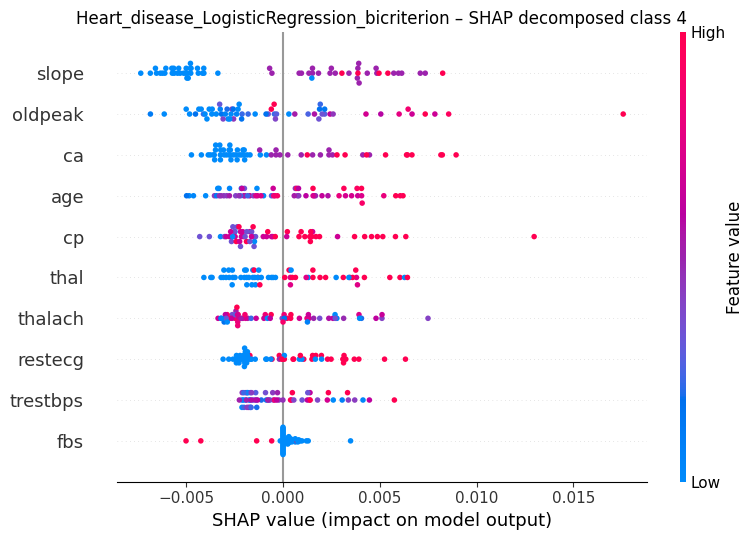 Heart_disease_LogisticRegression_bicriterion – SHAP decomposed class 4
High
slope
oldpeak
ca
age
cp
thal
thalach
restecg
trestbps
fbs
Feature value
Low
−0.005 0.000 0.005 0.010 0.015
SHAP value (impact on model output)